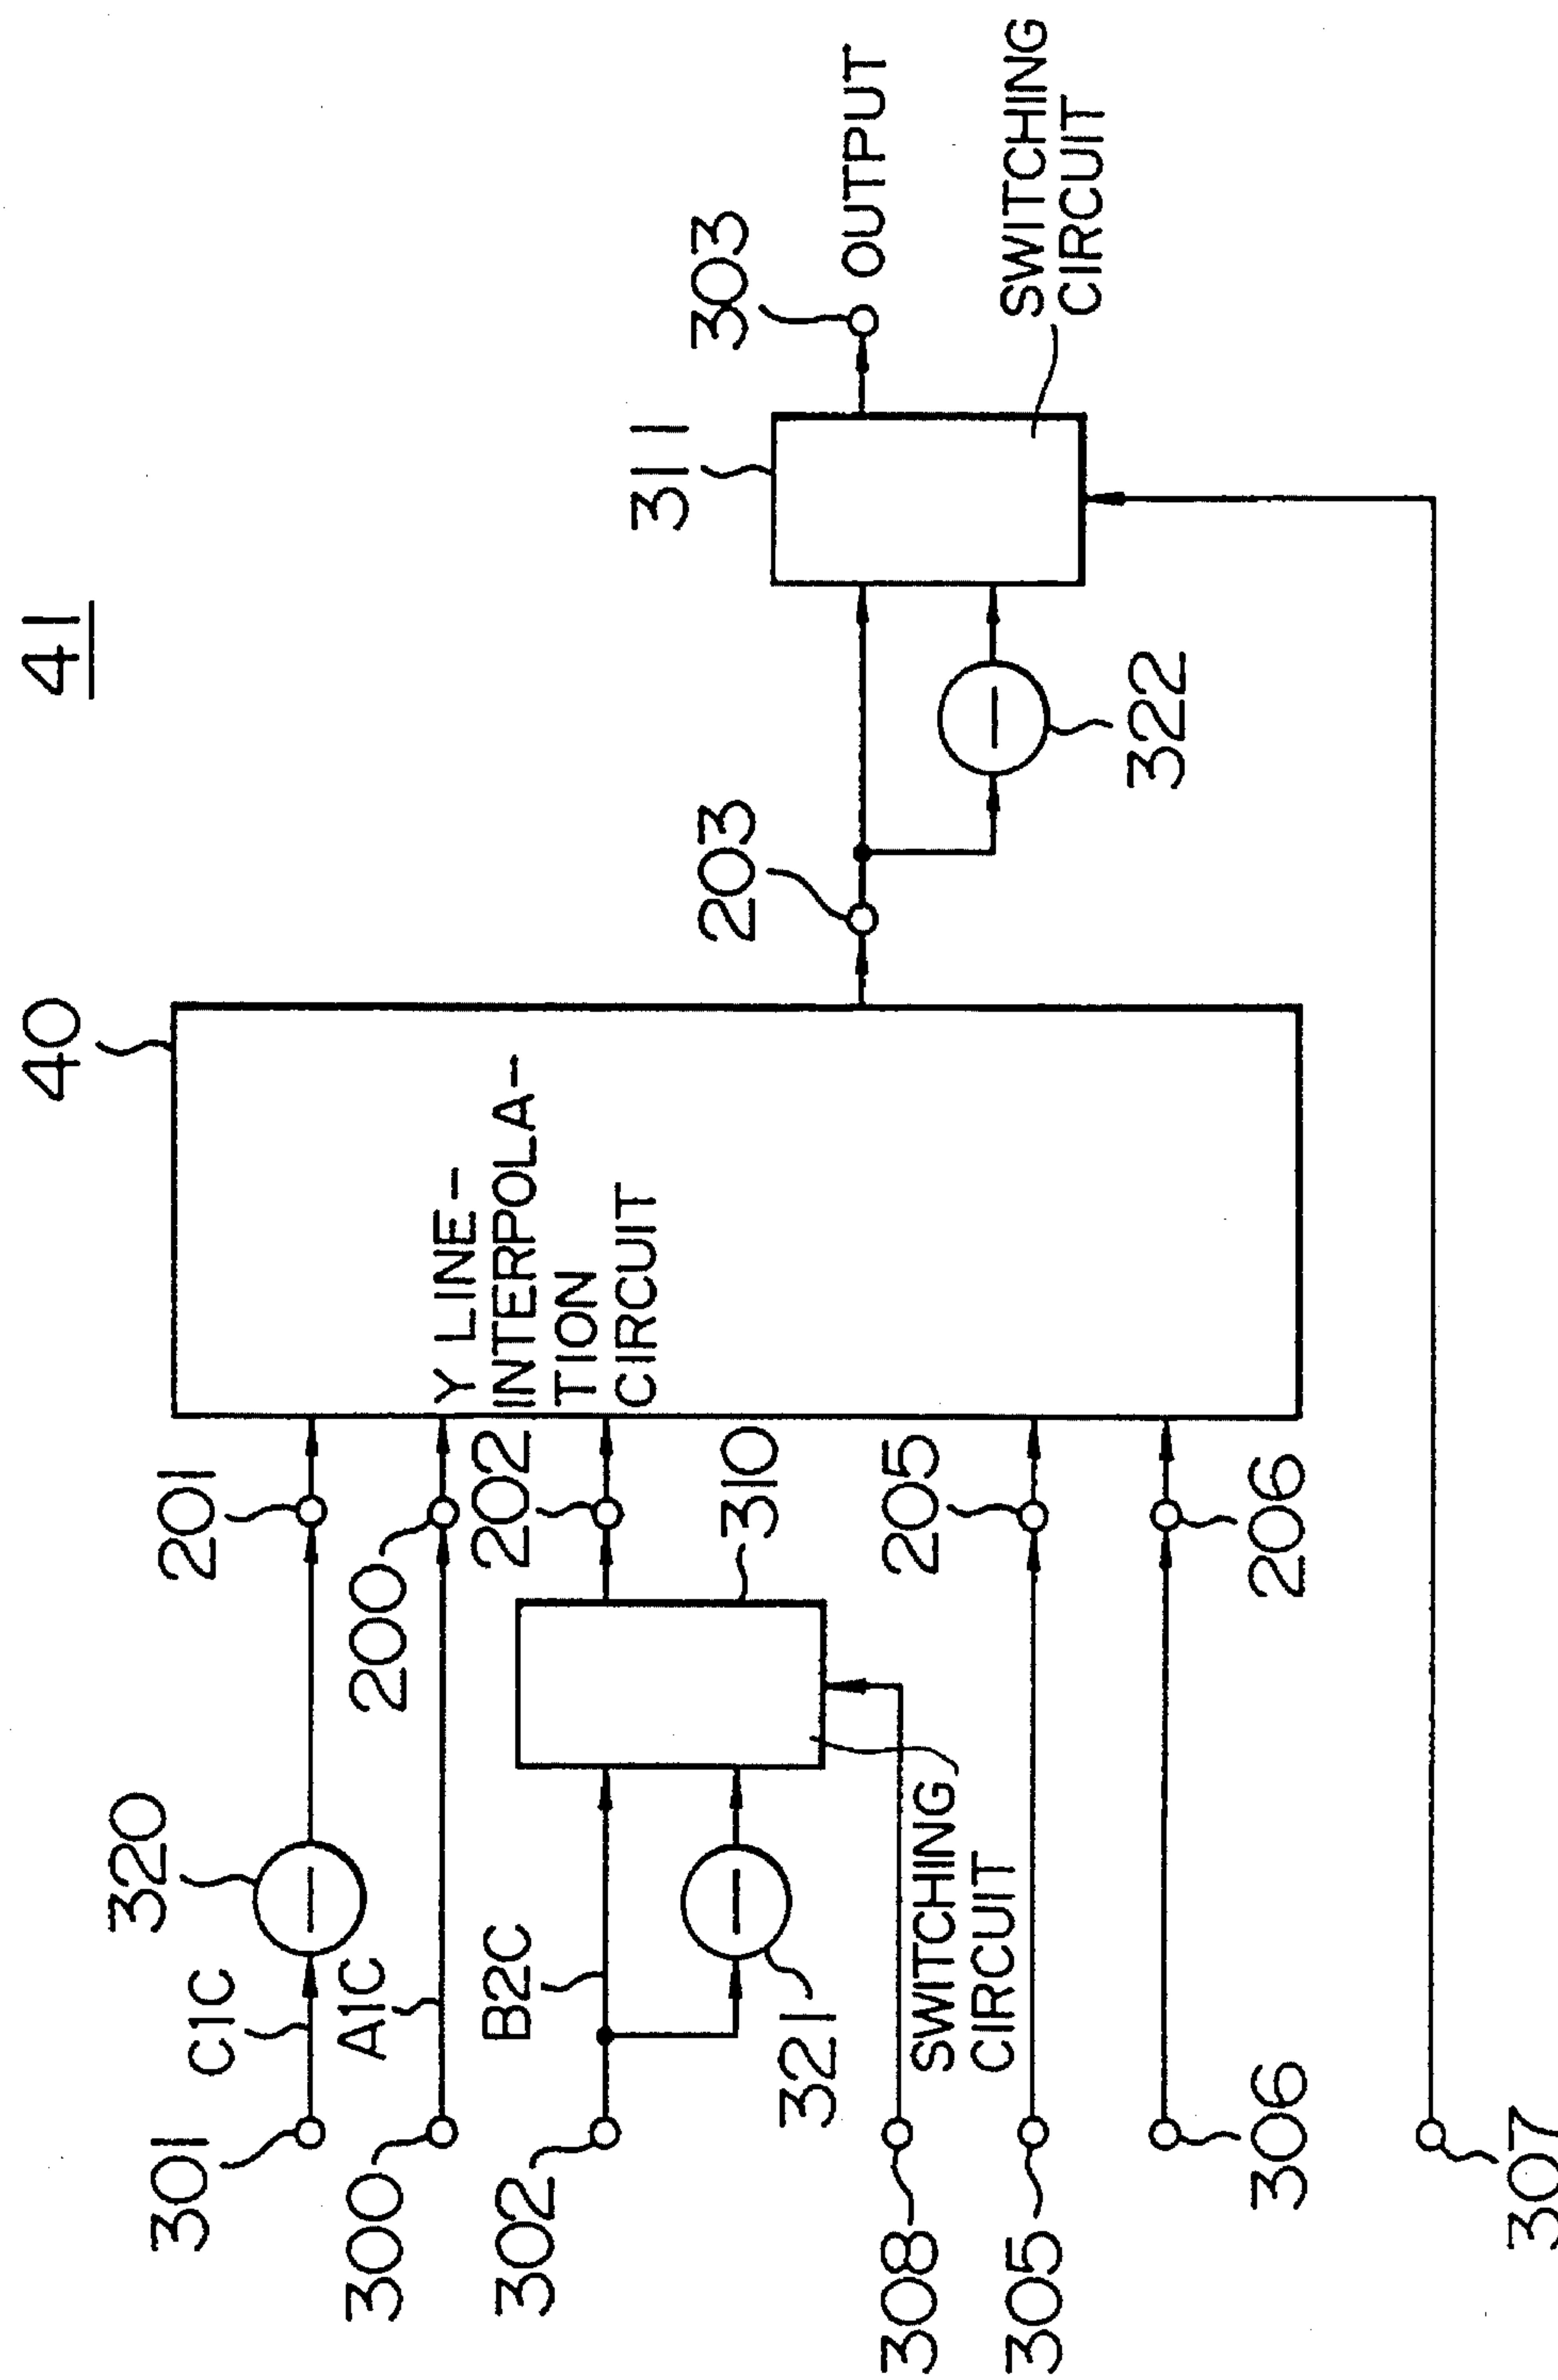 41
40
Y LINE-
INTERPOLA-
TION
CIRCUIT
301
C1C
320
201
300
A1C
200
302
B2C
321
202
310
SWITCHING
CIRCUIT
308
305
205
306
206
307
203
322
311
303
OUTPUT
SWITCHING
CIRCUIT